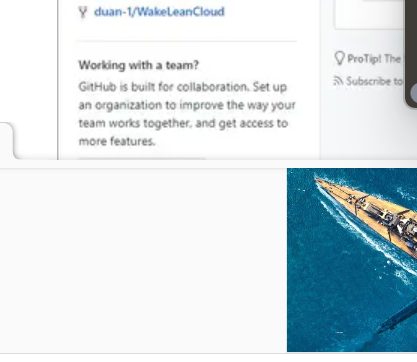 duan-1/WakeLeanCloud
Working with a team?
GitHub is built for collaboration. Set up
an organization to improve the way your
team works together, and get access to
more features.
ProTip! The
Subscribe to